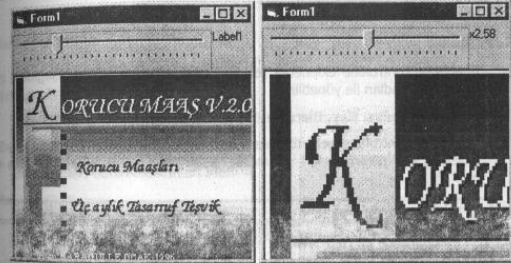 Form1
Label1
KORUCU MAAŞ V.2.0
Korucu Maaşları
Üç aylık Tasarruf Teşvik
Form1
x2,58
KORU